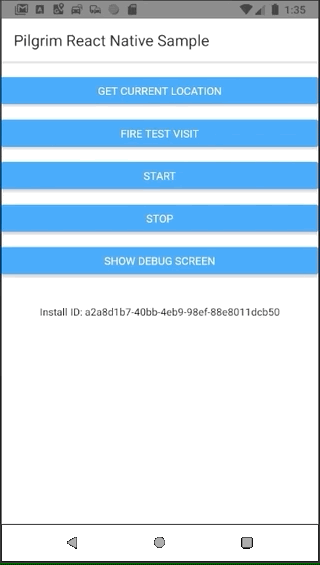 1:35
Pilgrim React Native Sample
GET CURRENT LOCATION
FIRE TEST VISIT
START
STOP
SHOW DEBUG SCREEN
Install ID: a2a8d1b7-40bb-4eb9-98ef-88e8011dcb50